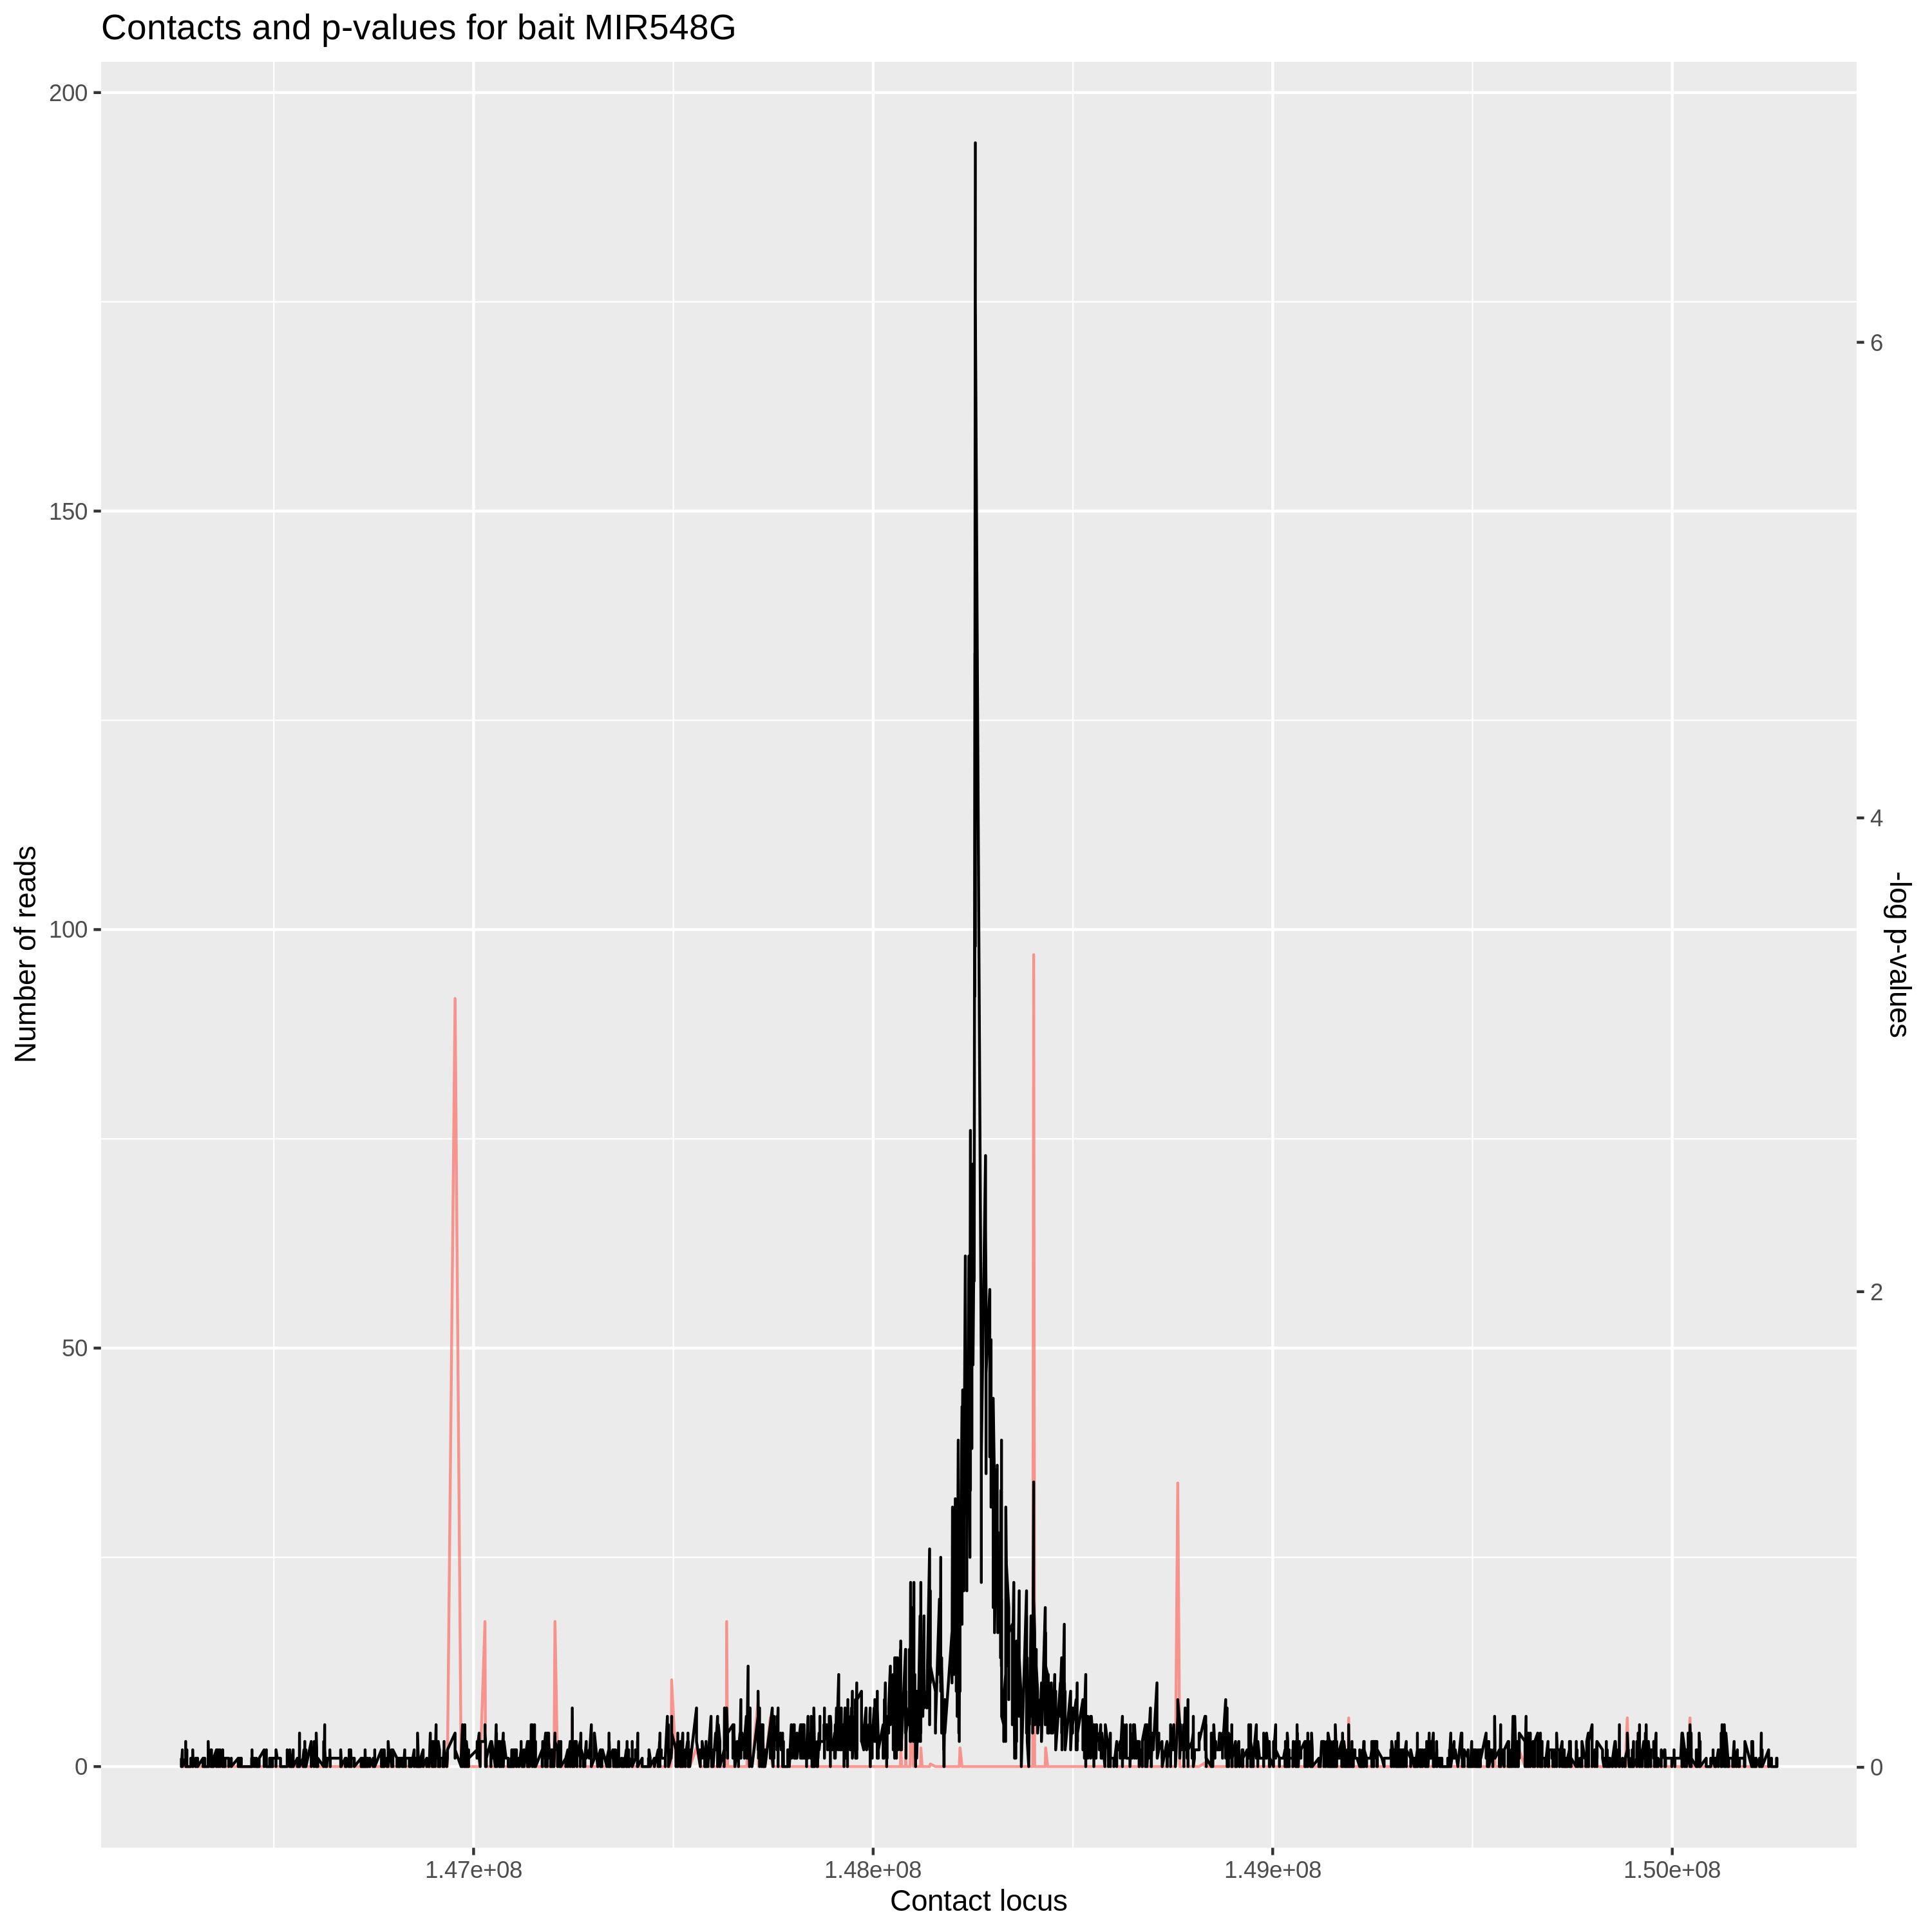 Contacts and p-values for bait MIR548G
200
150
100
50
0
Number of reads
6
4
2
0
-log p-values
1.47e+08
1.48e+08
1.49e+08
1.50e+08
Contact locus